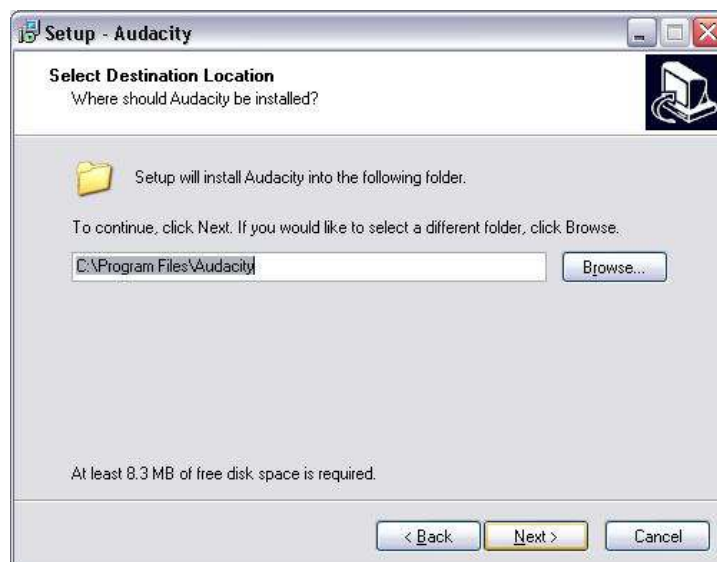 Setup - Audacity
Select Destination Location
Where should Audacity be installed?
Setup will install Audacity into the following folder.
To continue, click Next. If you would like to select a different folder, click Browse.
C:\Program Files\Audacity
Browse...
At least 8.3 MB of free disk space is required.
< Back
Next >
Cancel